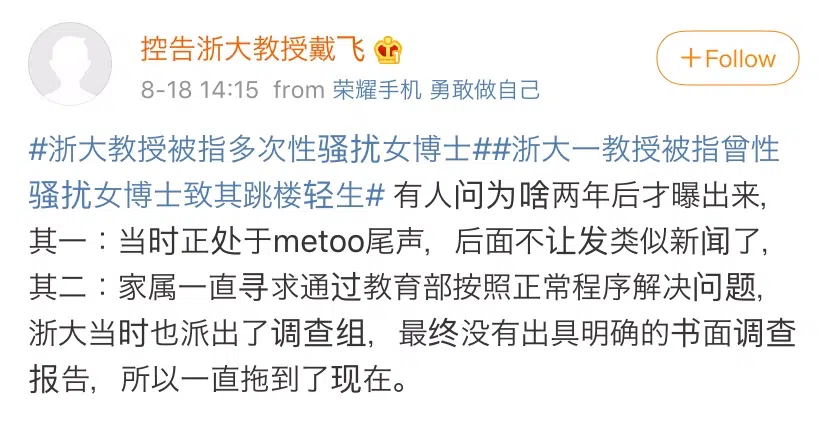 控告浙大教授戴飞
+Follow
8-18 14:15 from 荣耀手机 勇敢做自己
#浙大教授被指多次性骚扰女博士##浙大一教授被指曾性
骚扰女博士致其跳楼轻生# 有人问为啥两年后才曝出来，
其一：当时正处于metoo尾声，后面不让发类似新闻了，
其二：家属一直寻求通过教育部按照正常程序解决问题，
浙大当时也派出了调查组，最终没有出具明确的书面调查
报告，所以一直拖到了现在。